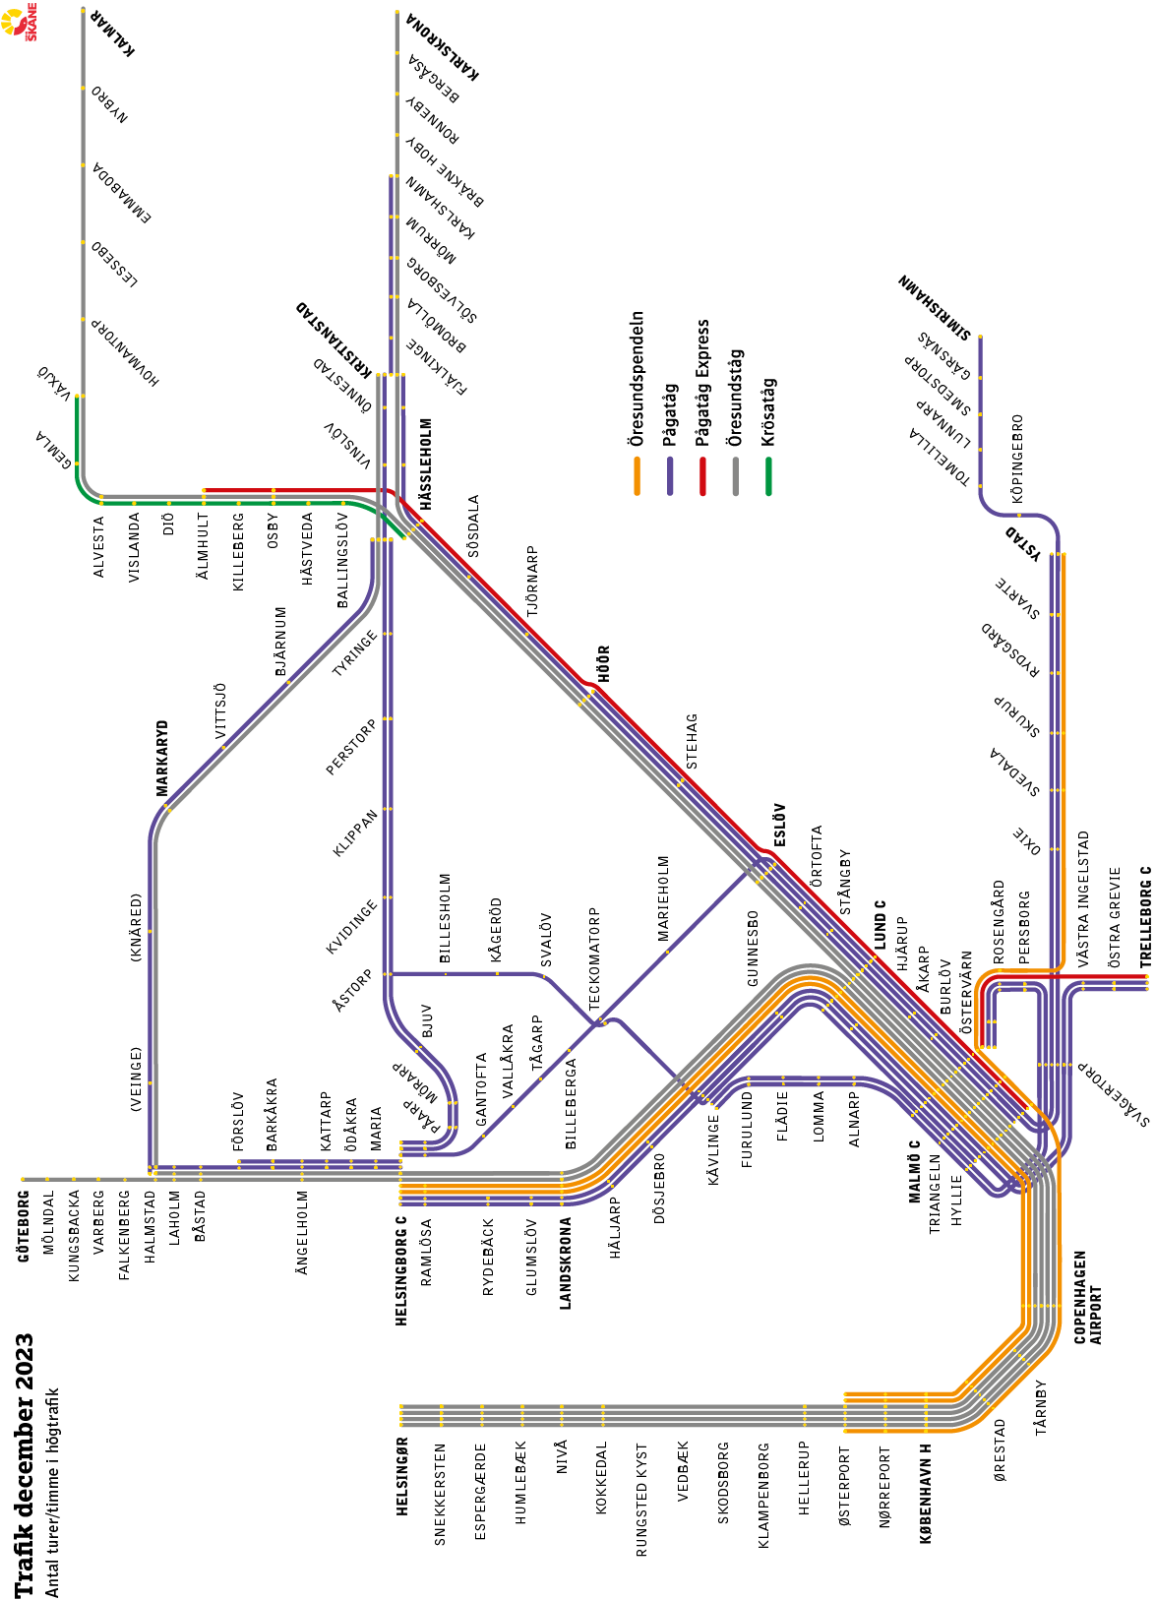 SKÅNE
Trafik december 2023
Antal turer/timme i högtrafik
KALMAR
NYBRO
EMMABODA
LESSEBO
HOVMANTORP
VÄXJÖ
GEMLA
ALVESTA
VISLANDA
DIÖ
ÄLMHULT
KILLEBERG
OSBY
HÄSTVEDA
BALLINGSLÖV
KARLSKRONA
BERGÅSA
RONNEBY
BRÄKNE HOBY
KARLSHAMN
MÖRRUM
SÖLVESBORG
BROMÖLLA
FJÄLKINGE
KRISTIANSTAD
ÖNNESTAD
VINSLÖV
HÄSSLEHOLM
SÖSDALA
TJÖRNARP
HÖÖR
STEHAG
ESLÖV
ÖRTOFTA
STÅNGBY
LUND C
HJÄRUP
ÅKARP
BURLÖV
ÖSTERVÄRN
ROSENGÅRD
PERSBORG
Öresundspendeln
Pågatåg
Pågatåg Express
Öresundståg
Krösatåg
SIMRISHAMN
GÄRSNÄS
SMEDSTORP
LUNNARP
TOMELILLA
KÖPINGEBRO
YSTAD
SVARTE
RYDSGÅRD
SKURUP
SVEDALA
OXIE
VÄSTRA INGELSTAD
ÖSTRA GREVIE
TRELLEBORG C
SVÅGERTORP
BJÄRNUM
VITTSJÖ
MARKARYD
(KNÄRED)
(VEINGE)
TYRINGE
PERSTORP
KLIPPAN
KVIDINGE
ÅSTORP
BJUV
MÖRARP
PÅARP
BILLESHOLM
KÅGERÖD
SVALÖV
TECKOMATORP
MARIEHOLM
GUNNESBO
GANTOFTA
VALLÅKRA
TÅGARP
BILLEBERGA
FÖRSLÖV
BARKÅKRA
KATTARP
ÖDÅKRA
MARIA
GÖTEBORG
MÖLNDAL
KUNGSBACKA
VARBERG
FALKENBERG
HALMSTAD
LAHOLM
BÅSTAD
ÄNGELHOLM
HELSINGBORG C
RAMLÖSA
RYDEBÄCK
GLUMSLÖV
LANDSKRONA
HÄLJARP
DÖSJEBRO
KÄVLINGE
FURULUND
FLÄDIE
LOMMA
ALNARP
MALMÖ C
TRIANGELN
HYLLIE
COPENHAGEN
AIRPORT
TÅRNBY
ØRESTAD
KØBENHAVN H
NØRREPORT
ØSTERPORT
HELLERUP
KLAMPENBORG
SKODSBORG
VEDBÆK
RUNGSTED KYST
KOKKEDAL
NIVÅ
HUMLEBÆK
ESPERGÆRDE
SNEKKERSTEN
HELSINGØR